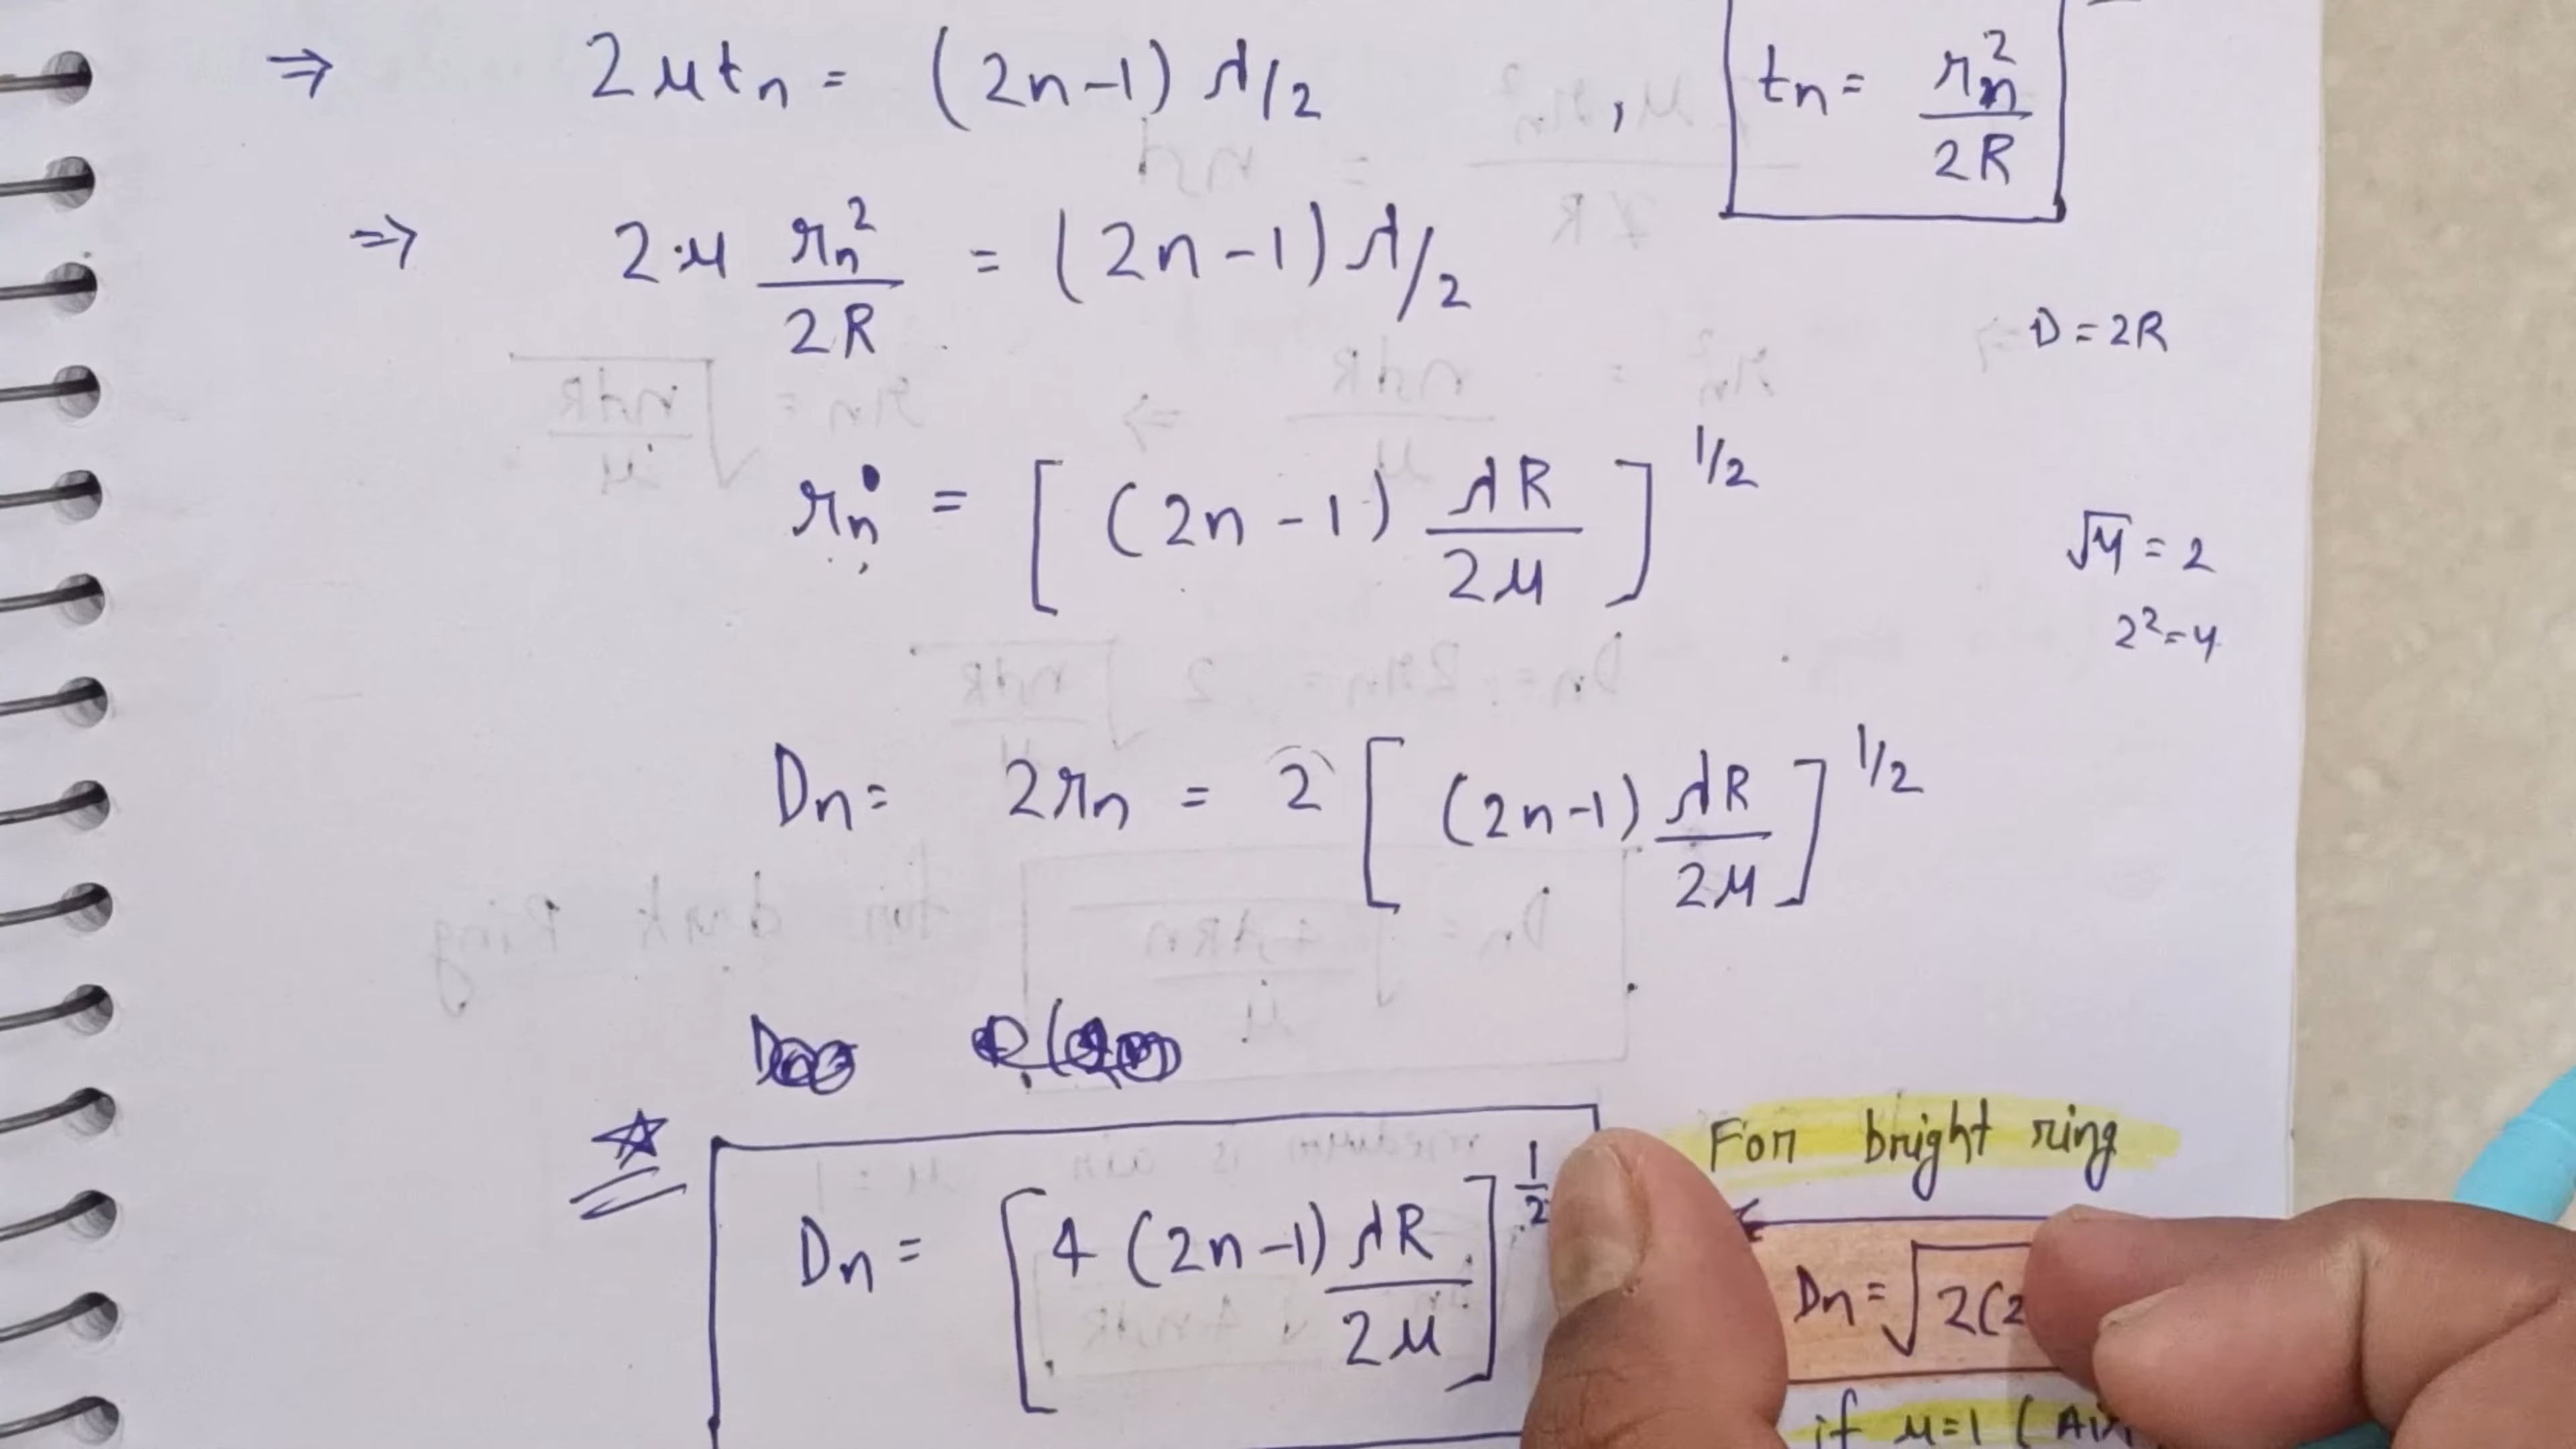 ⇒ 2μtn = (2n-1) λ/2 , tn = rn²/2R
⇒ 2·μ rn²/2R = (2n-1) λ/2
D = 2R
rn = [(2n-1) λR/2μ]^1/2
√4 = 2
2² = 4
Dn = 2rn = 2 [(2n-1) λR/2μ]^1/2
For bright ring
Dn = [4 (2n-1) λR/2μ]^1/2
Dn = √2(2
if μ=1 (Air